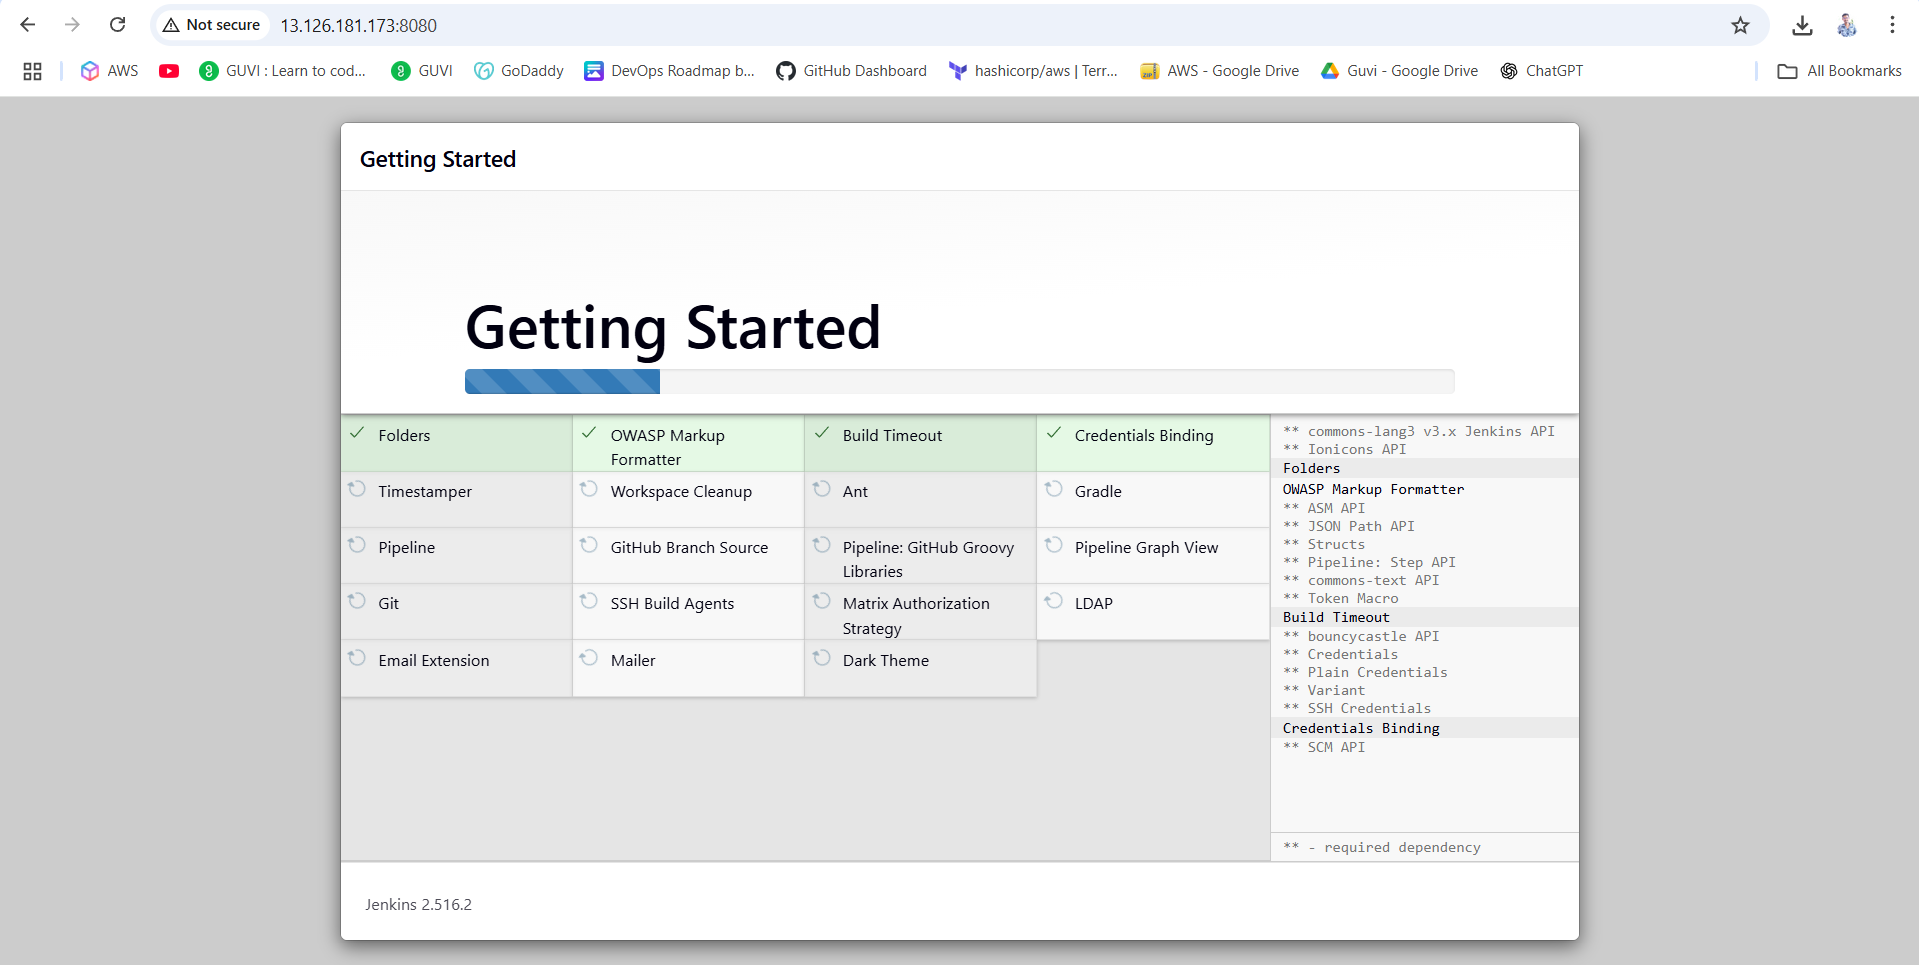 Not secure 13.126.181.173:8080
AWS GUVI : Learn to cod... GUVI GoDaddy DevOps Roadmap b... GitHub Dashboard hashicorp/aws | Terr... AWS - Google Drive Guvi - Google Drive ChatGPT All Bookmarks
Getting Started
Getting Started
Folders
OWASP Markup
Formatter
Build Timeout
Credentials Binding
Timestamper
Workspace Cleanup
Ant
Gradle
Pipeline
GitHub Branch Source
Pipeline: GitHub Groovy
Libraries
Pipeline Graph View
Git
SSH Build Agents
Matrix Authorization
Strategy
LDAP
Email Extension
Mailer
Dark Theme
** commons-lang3 v3.x Jenkins API
** Ionicons API
Folders
OWASP Markup Formatter
** ASM API
** JSON Path API
** Structs
** Pipeline: Step API
** commons-text API
** Token Macro
Build Timeout
** bouncycastle API
** Credentials
** Plain Credentials
** Variant
** SSH Credentials
Credentials Binding
** SCM API
** - required dependency
Jenkins 2.516.2